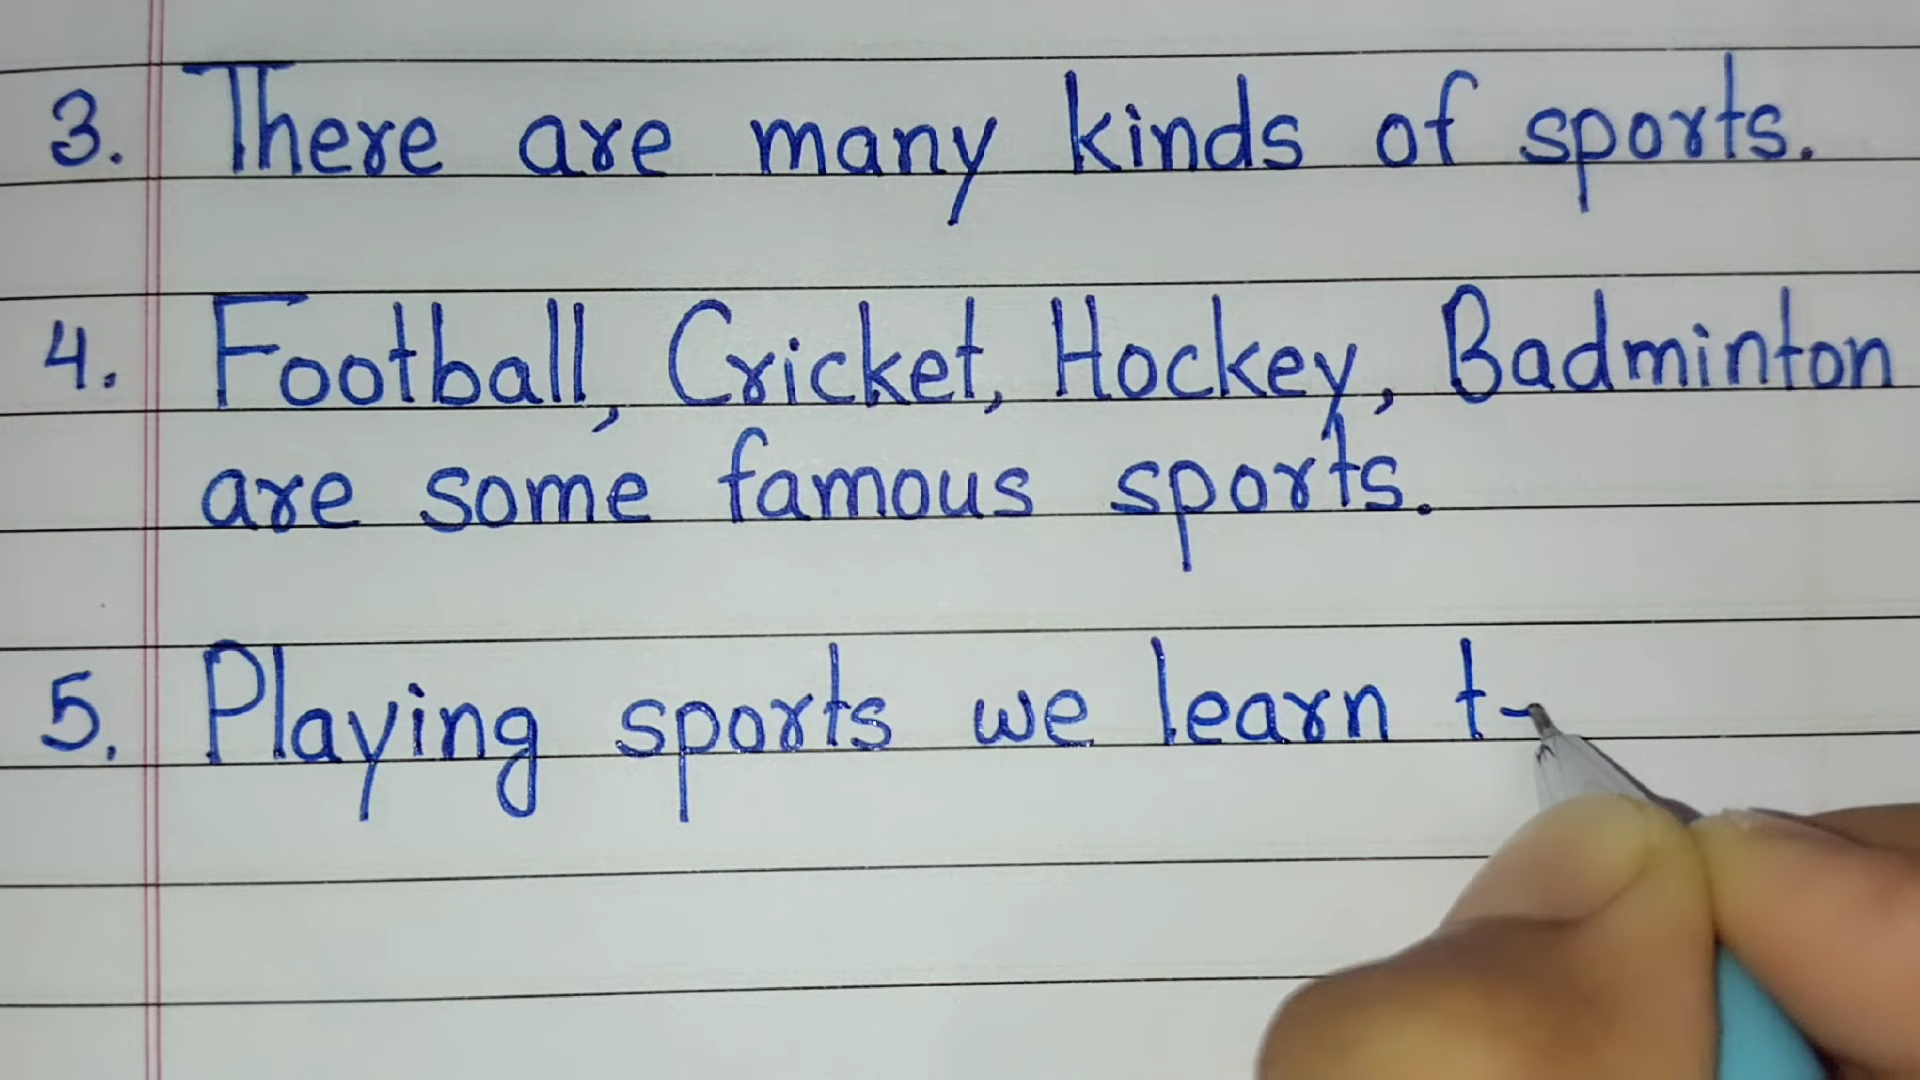 3. There are many kinds of sports.
4. Football, Cricket, Hockey, Badminton
are some famous sports.
5. Playing sports we learn t